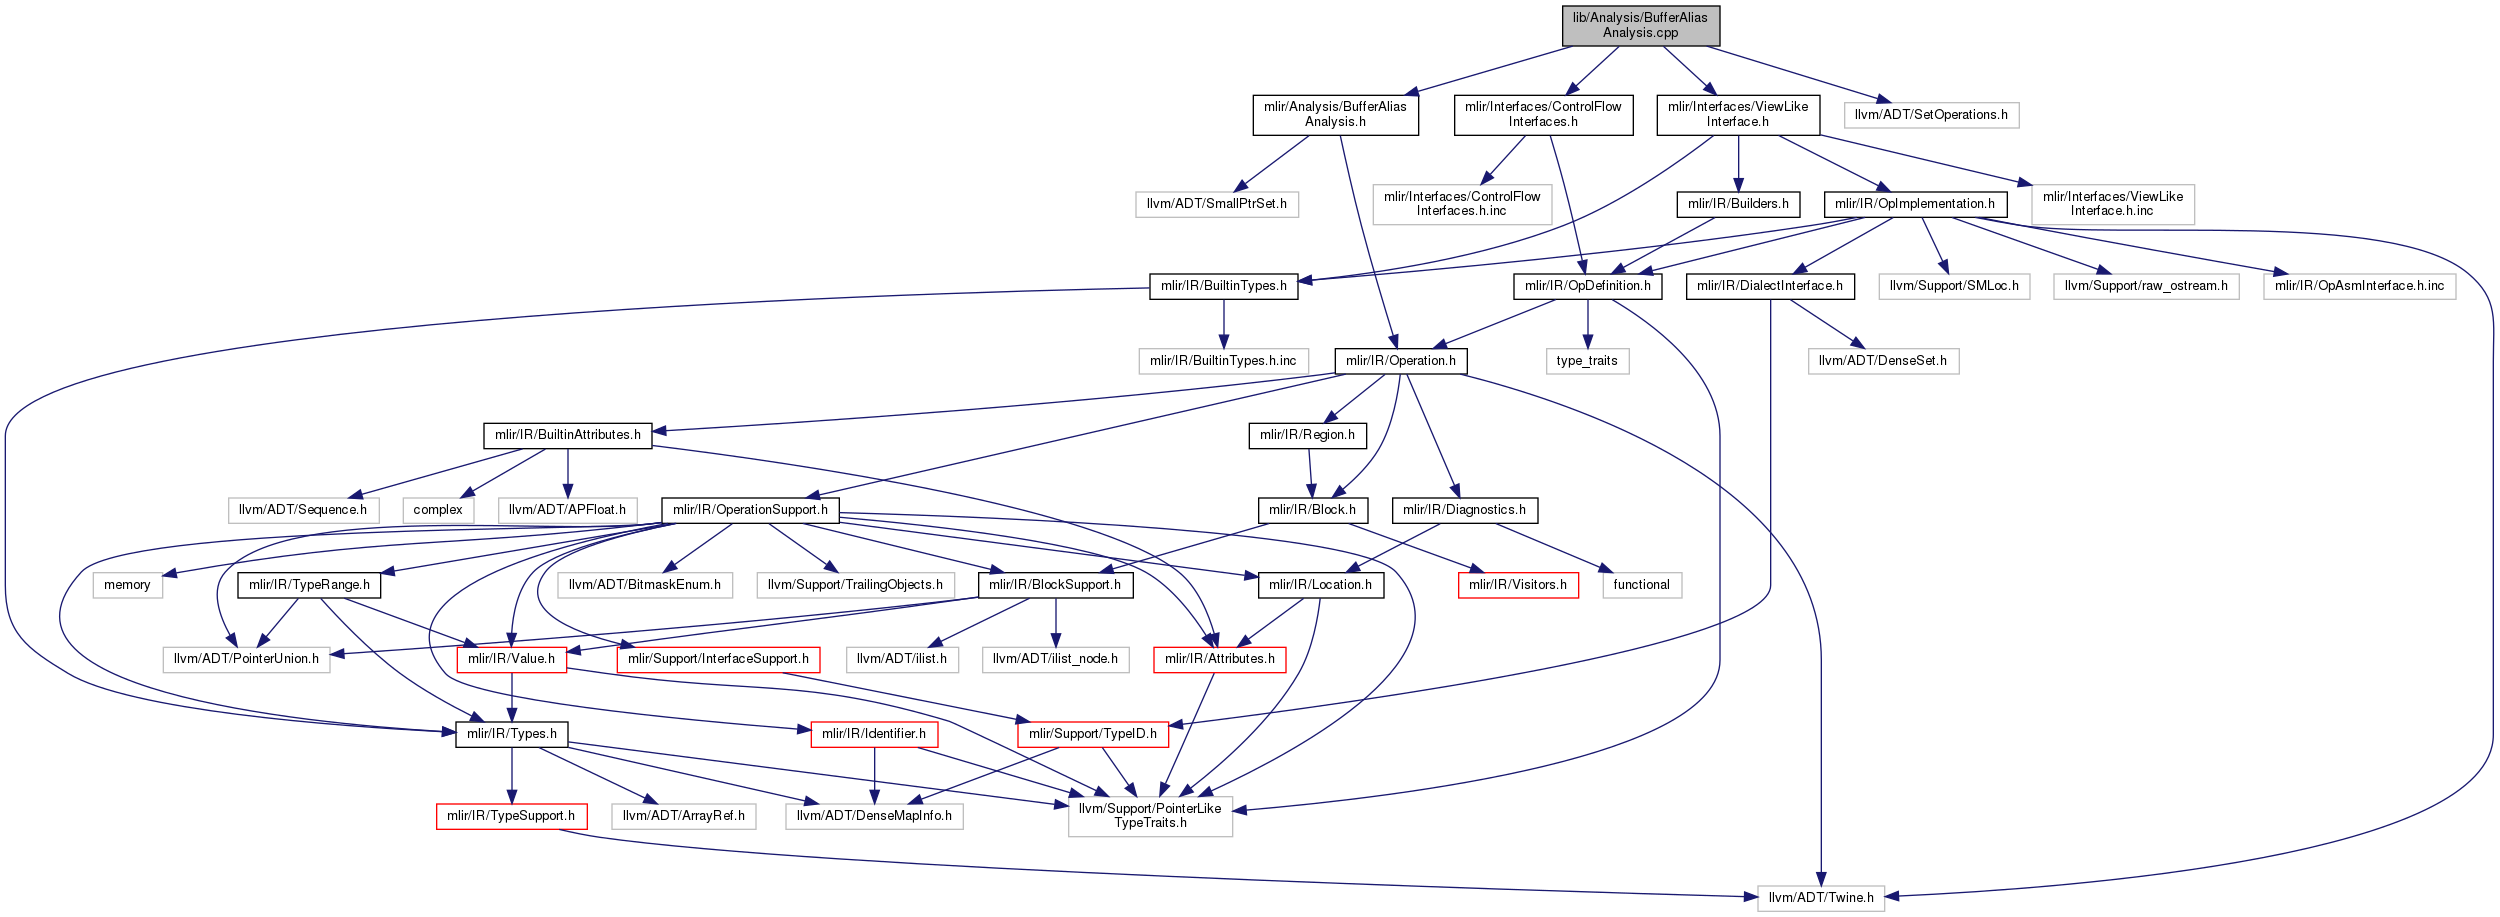 lib/Analysis/BufferAlias
Analysis.cpp
mlir/Analysis/BufferAlias
Analysis.h
mlir/Interfaces/ControlFlow
Interfaces.h
mlir/Interfaces/ViewLike
Interface.h
llvm/ADT/SetOperations.h
llvm/ADT/SmallPtrSet.h
mlir/Interfaces/ControlFlow
Interfaces.h.inc
mlir/IR/Builders.h
mlir/IR/OpImplementation.h
mlir/Interfaces/ViewLike
Interface.h.inc
mlir/IR/BuiltinTypes.h
mlir/IR/OpDefinition.h
mlir/IR/DialectInterface.h
llvm/Support/SMLoc.h
llvm/Support/raw_ostream.h
mlir/IR/OpAsmInterface.h.inc
mlir/IR/BuiltinTypes.h.inc
mlir/IR/Operation.h
type_traits
llvm/ADT/DenseSet.h
mlir/IR/BuiltinAttributes.h
mlir/IR/Region.h
llvm/ADT/Sequence.h
complex
llvm/ADT/APFloat.h
mlir/IR/OperationSupport.h
mlir/IR/Block.h
mlir/IR/Diagnostics.h
memory
mlir/IR/TypeRange.h
llvm/ADT/BitmaskEnum.h
llvm/Support/TrailingObjects.h
mlir/IR/BlockSupport.h
mlir/IR/Location.h
mlir/IR/Visitors.h
functional
llvm/ADT/PointerUnion.h
mlir/IR/Value.h
mlir/Support/InterfaceSupport.h
llvm/ADT/ilist.h
llvm/ADT/ilist_node.h
mlir/IR/Attributes.h
mlir/IR/Types.h
mlir/IR/Identifier.h
mlir/Support/TypeID.h
mlir/IR/TypeSupport.h
llvm/ADT/ArrayRef.h
llvm/ADT/DenseMapInfo.h
llvm/Support/PointerLike
TypeTraits.h
llvm/ADT/Twine.h